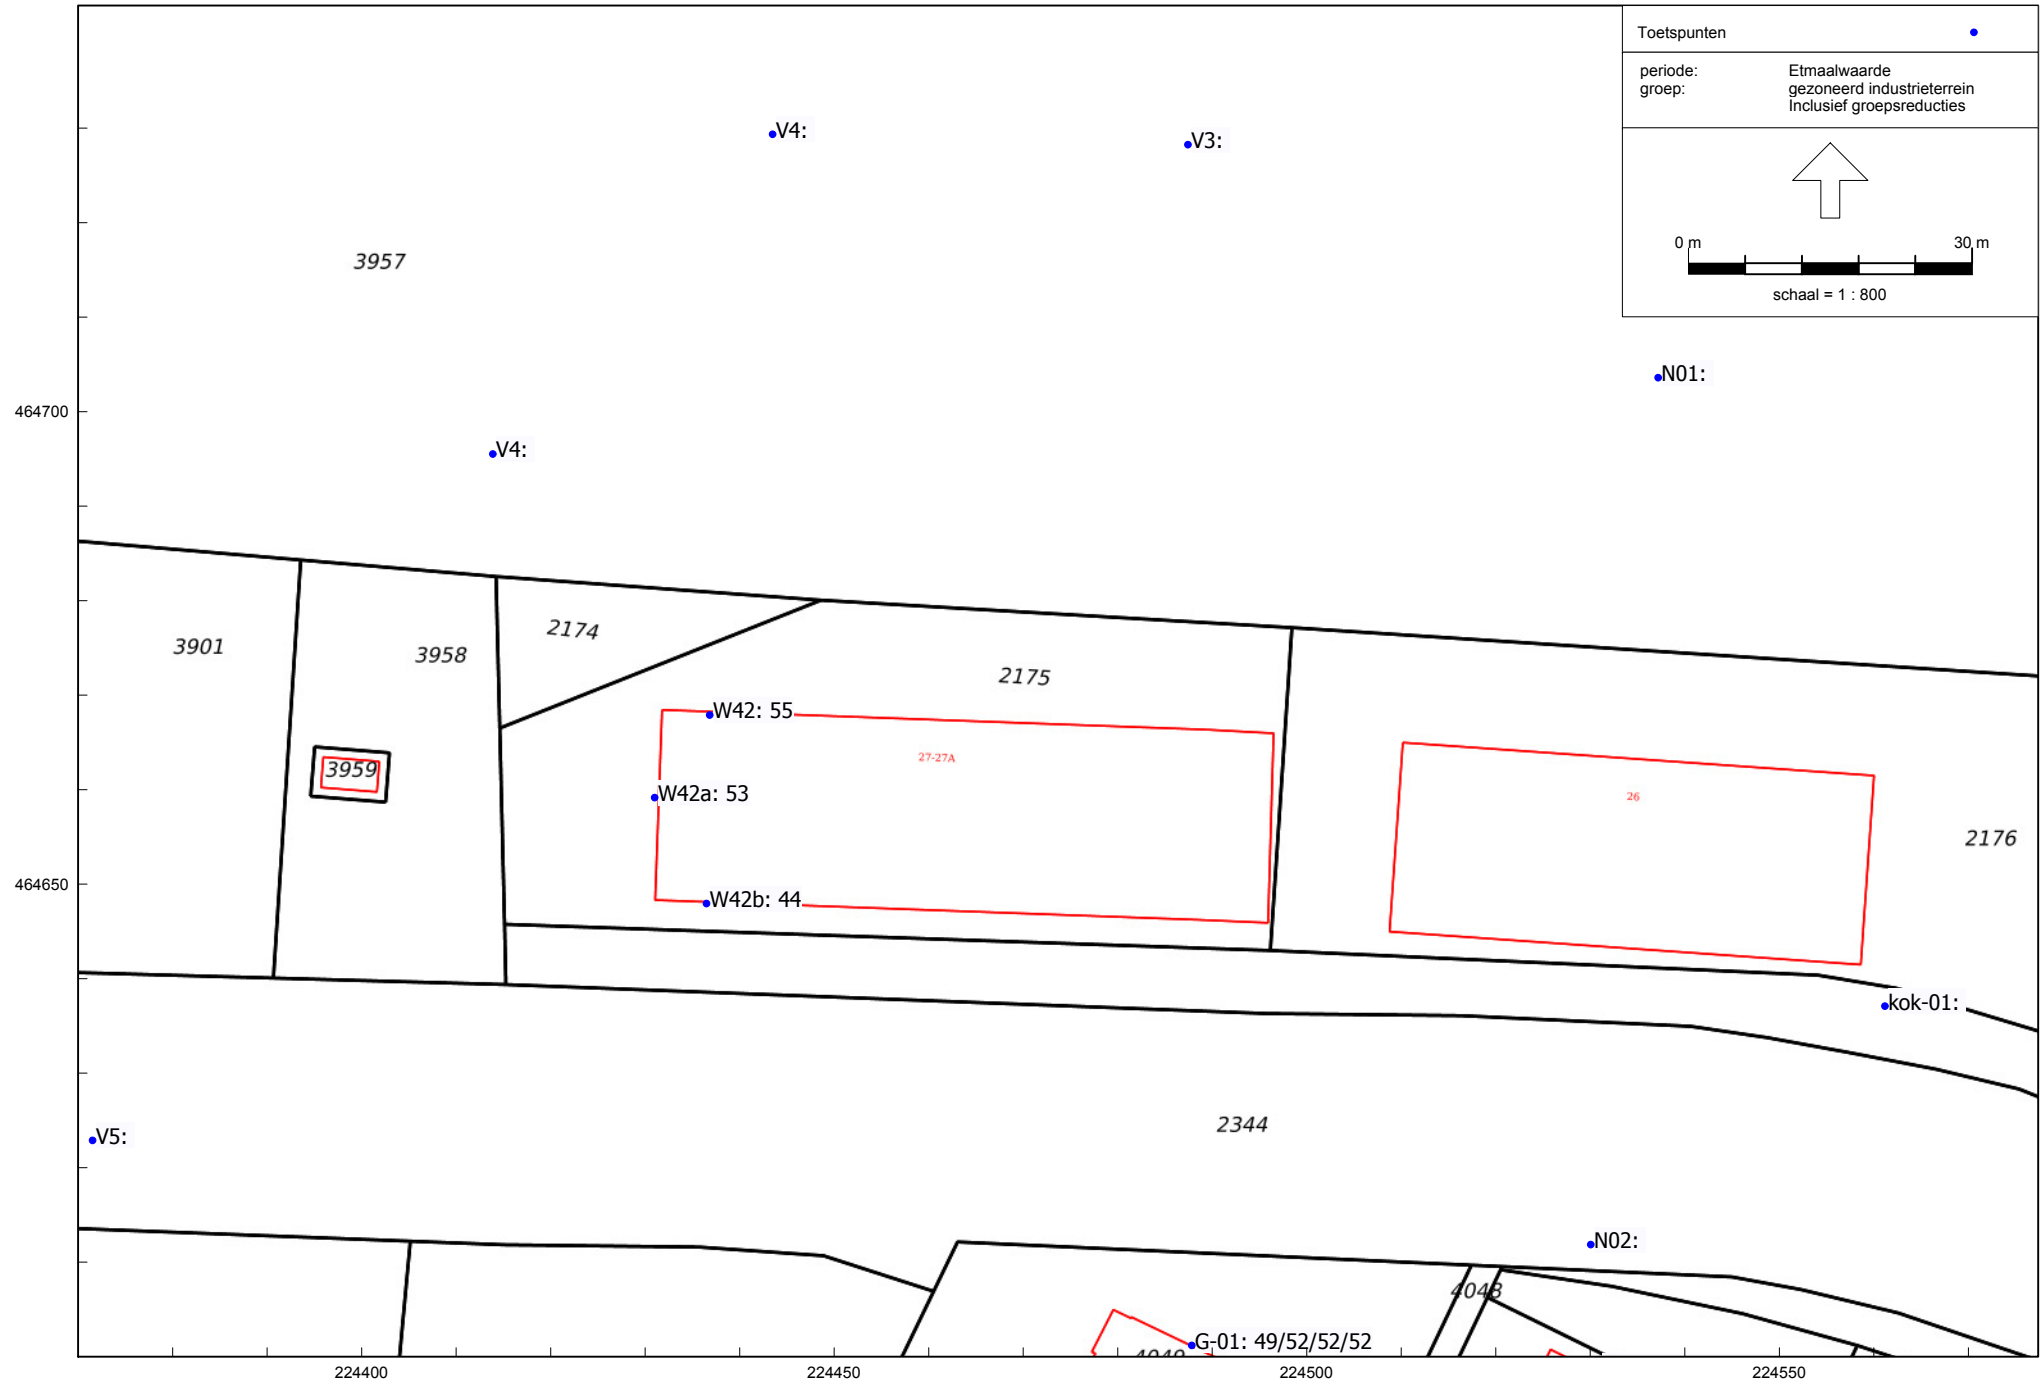 Toetspunten
periode: Etmaalwaarde
groep: gezoneerd industrieterrein
Inclusief groepsreducties
0 m 30 m
schaal = 1 : 800
V4:
V3:
3957
N01:
464700
V4:
2174
3901
3958
2175
W42: 55
27-27A
3959
W42a: 53
26
2176
464650
W42b: 44
kok-01:
2344
V5:
N02:
4048
G-01: 49/52/52/52
4049
224400
224450
224500
224550